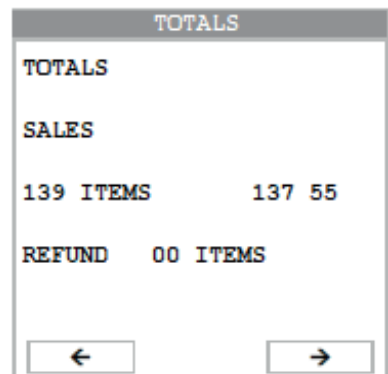 TOTALS
TOTALS
SALES
139 ITEMS 137 55
REFUND 00 ITEMS
← →